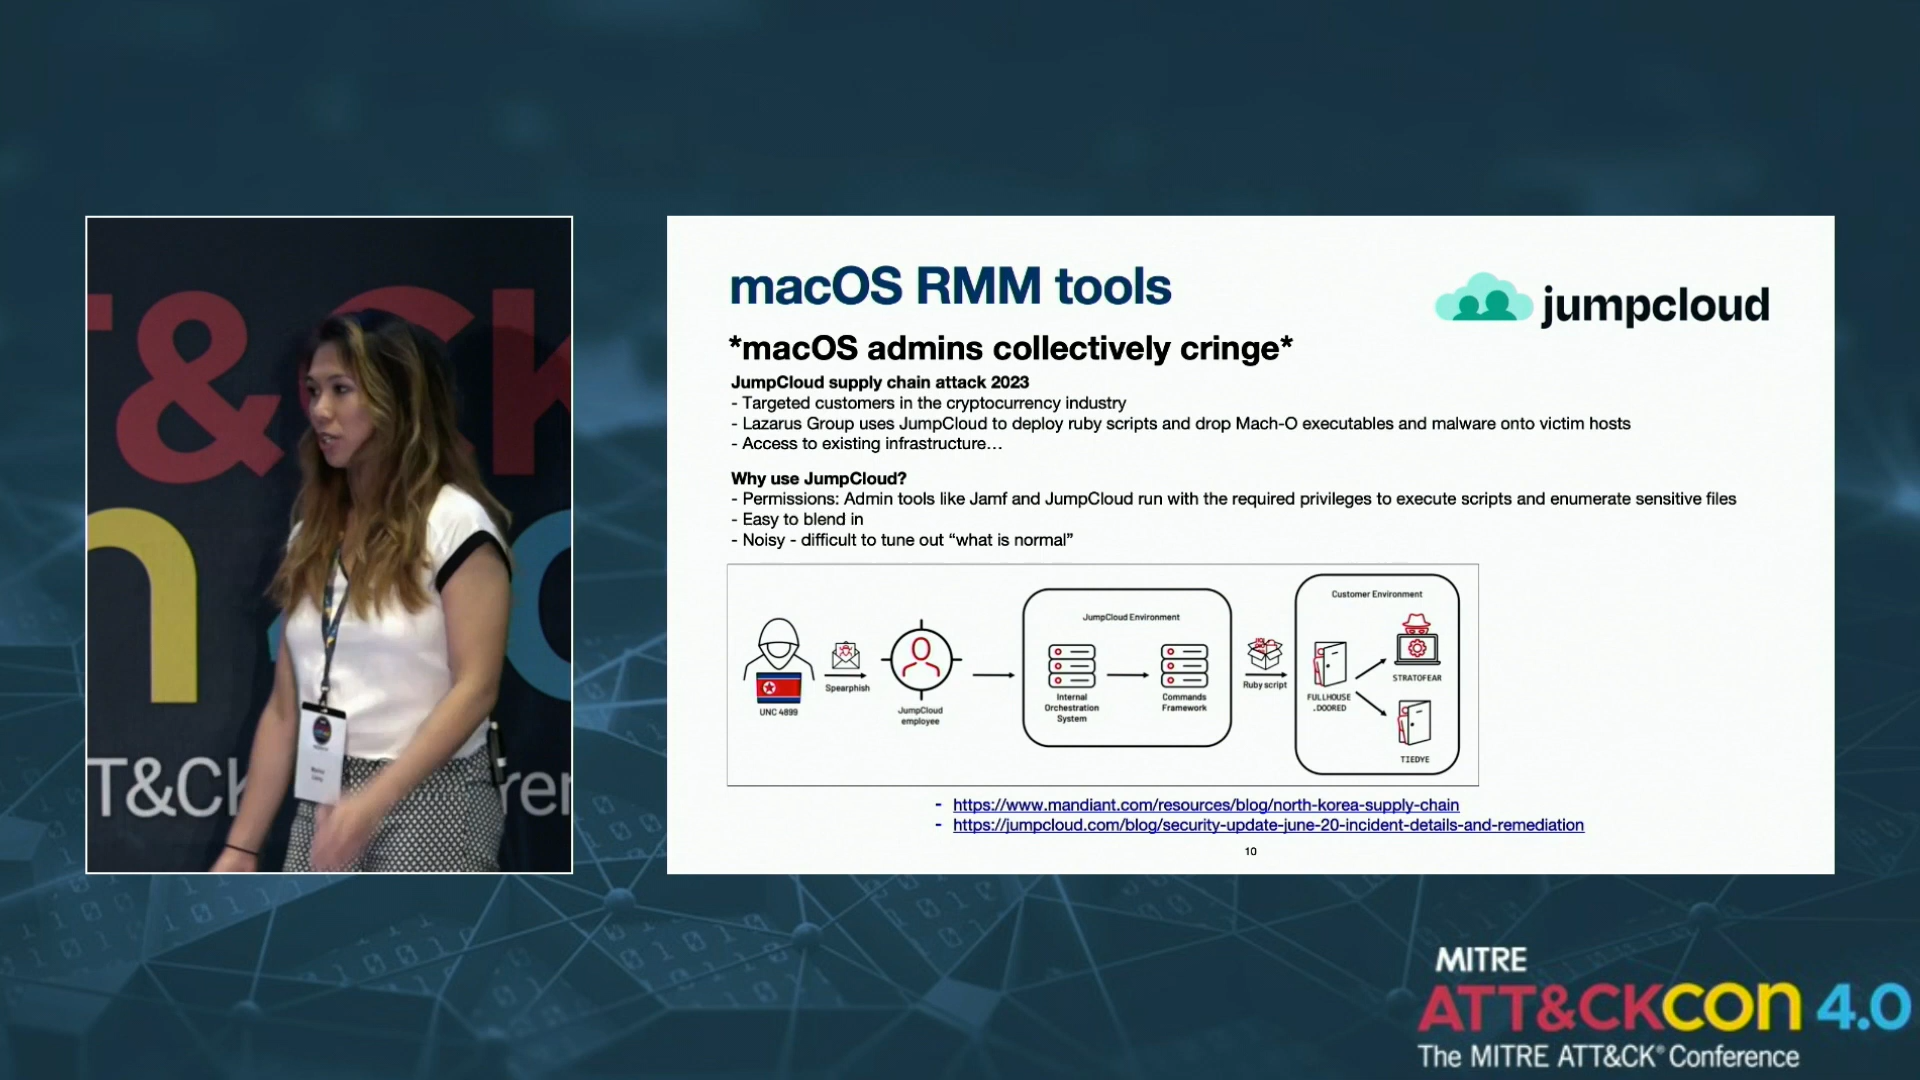 T&CK
n
T&CK
ren
macOS RMM tools
jumpcloud
*macOS admins collectively cringe*
JumpCloud supply chain attack 2023
- Targeted customers in the cryptocurrency industry
- Lazarus Group uses JumpCloud to deploy ruby scripts and drop Mach-O executables and malware onto victim hosts
- Access to existing infrastructure…
Why use JumpCloud?
- Permissions: Admin tools like Jamf and JumpCloud run with the required privileges to execute scripts and enumerate sensitive files
- Easy to blend in
- Noisy - difficult to tune out “what is normal”
UNC 4899
Spearphish
JumpCloud
employee
JumpCloud Environment
Internal
Orchestration
System
Commands
Framework
Ruby script
Customer Environment
FULLHOUSE
.DOORED
STRATOFEAR
TIEDYE
- https://www.mandiant.com/resources/blog/north-korea-supply-chain
- https://jumpcloud.com/blog/security-update-june-20-incident-details-and-remediation
10
MITRE
ATT&CKCON 4.0
The MITRE ATT&CK® Conference